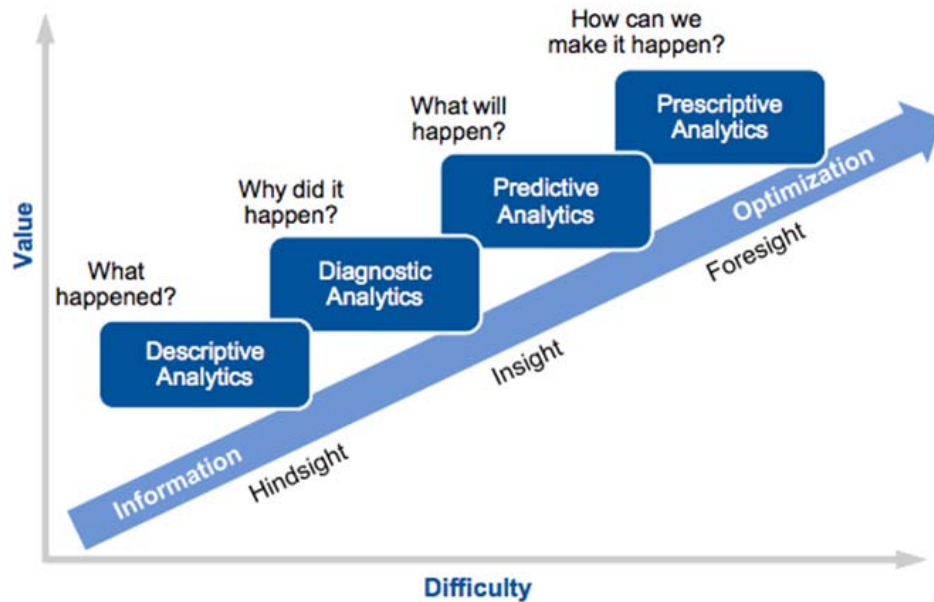 How can we
make it happen?
Prescriptive
Analytics
What will
happen?
Predictive
Analytics
Why did it
happen?
Diagnostic
Analytics
What
happened?
Descriptive
Analytics
Value
Information
Optimization
Hindsight
Insight
Foresight
Difficulty